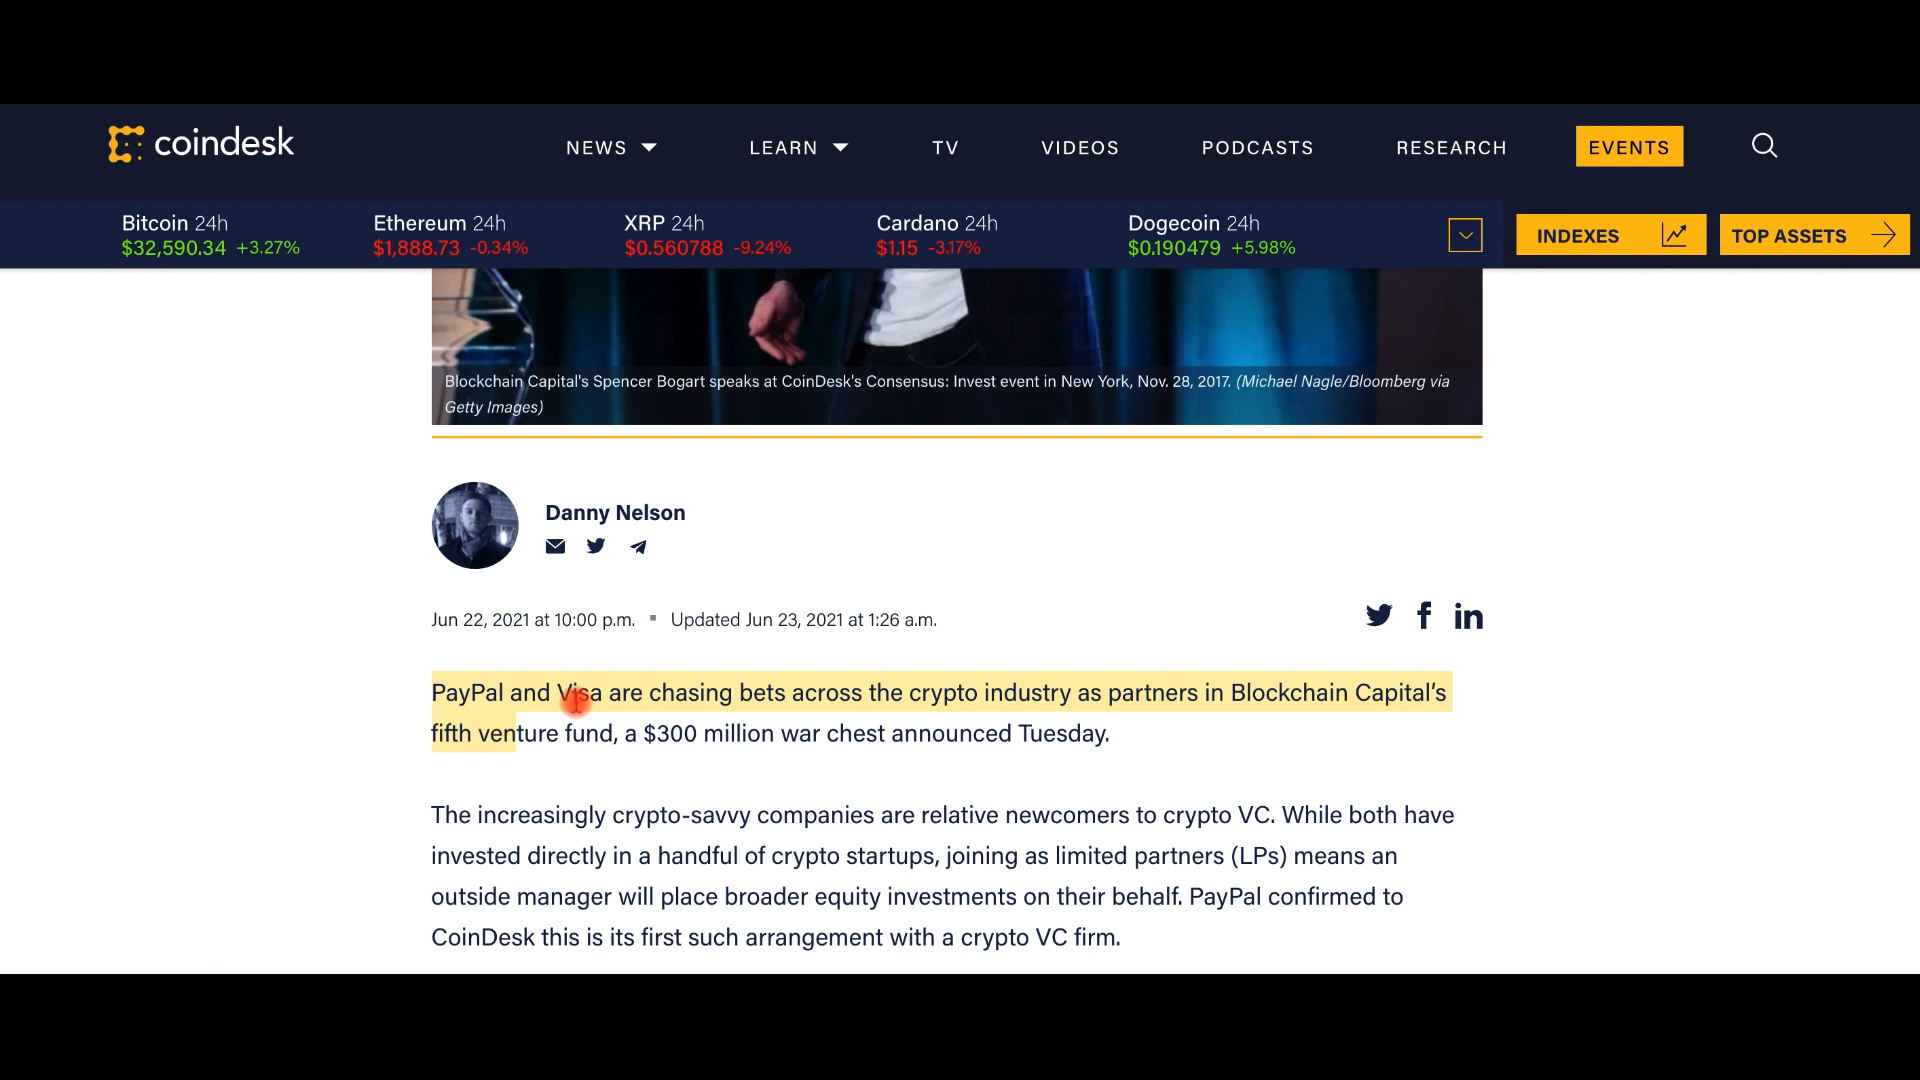 coindesk
NEWS LEARN TV VIDEOS PODCASTS RESEARCH EVENTS
Bitcoin 24h Ethereum 24h XRP 24h Cardano 24h Dogecoin 24h
$32,590.34 +3.27% $1,888.73 -0.34% $0.560788 -9.24% $1.15 -3.17% $0.190479 +5.98%
INDEXES TOP ASSETS
Blockchain Capital's Spencer Bogart speaks at CoinDesk's Consensus: Invest event in New York, Nov. 28, 2017. (Michael Nagle/Bloomberg via
Getty Images)
Danny Nelson
Jun 22, 2021 at 10:00 p.m. Updated Jun 23, 2021 at 1:26 a.m.
PayPal and Visa are chasing bets across the crypto industry as partners in Blockchain Capital’s
fifth venture fund, a $300 million war chest announced Tuesday.
The increasingly crypto-savvy companies are relative newcomers to crypto VC. While both have
invested directly in a handful of crypto startups, joining as limited partners (LPs) means an
outside manager will place broader equity investments on their behalf. PayPal confirmed to
CoinDesk this is its first such arrangement with a crypto VC firm.